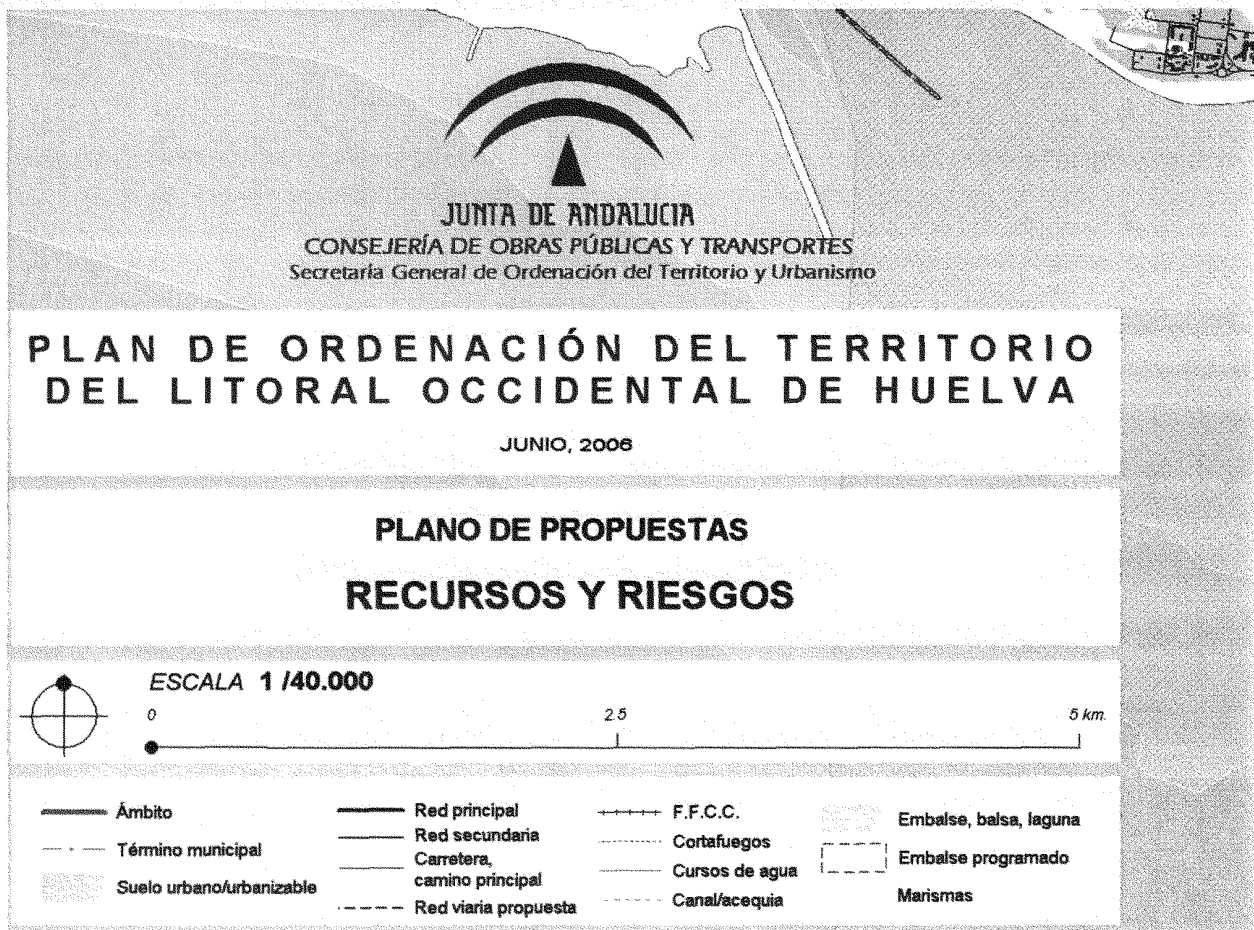 JUNTA DE ANDALUCIA
CONSEJERÍA DE OBRAS PÚBLICAS Y TRANSPORTES
Secretaría General de Ordenación del Territorio y Urbanismo
PLAN DE ORDENACIÓN DEL TERRITORIO
DEL LITORAL OCCIDENTAL DE HUELVA
JUNIO, 2006
PLANO DE PROPUESTAS
RECURSOS Y RIESGOS
ESCALA 1 /40.000
0 2.5 5 km.
Ámbito
Término municipal
Suelo urbano/urbanizable
Red principal
Red secundaria
Carretera,
camino principal
Red viaria propuesta
F.F.C.C.
Cortafuegos
Cursos de agua
Canal/acequia
Embalse, balsa, laguna
Embalse programado
Marismas